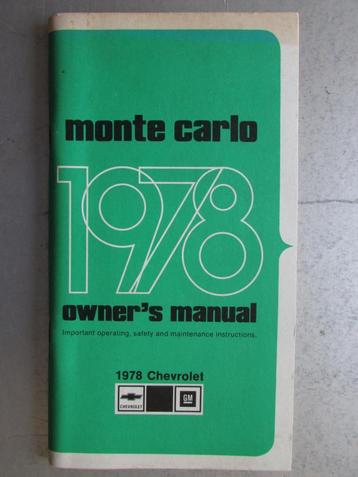 monte carlo
1978
owner's manual
Important operating, safety and maintenance instructions.
1978 Chevrolet
CHEVROLET GM